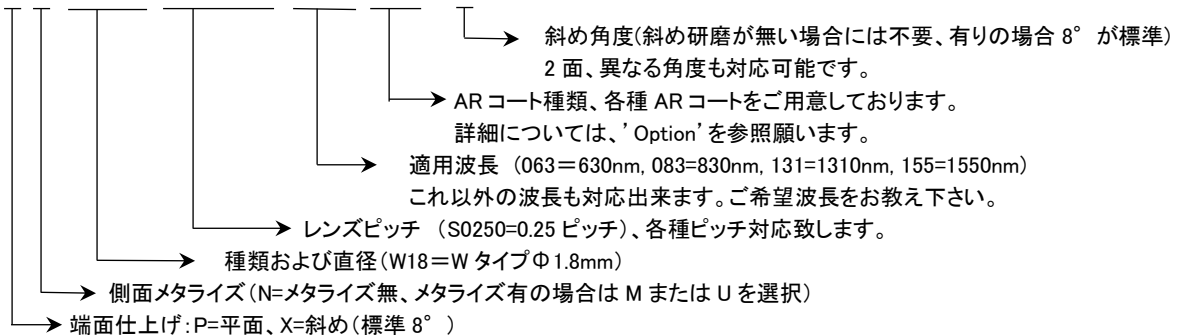 斜め角度(斜め研磨が無い場合には不要、有りの場合 8° が標準)
2 面、異なる角度も対応可能です。
AR コート種類、各種 AR コートをご用意しております。
詳細については、'Option'を参照願います。
適用波長 (063=630nm, 083=830nm, 131=1310nm, 155=1550nm)
これ以外の波長も対応出来ます。ご希望波長をお教え下さい。
レンズピッチ (S0250=0.25 ピッチ)、各種ピッチ対応致します。
種類および直径(W18=W タイプΦ1.8mm)
側面メタライズ(N=メタライズ無、メタライズ有の場合は M または U を選択)
端面仕上げ:P=平面、X=斜め(標準 8°)